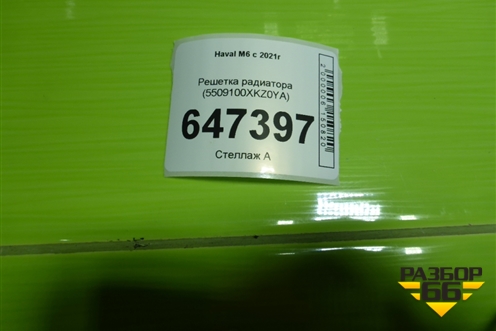 Haval M6 с 2021г
Решетка радиатора
(5509100XKZ0YA)
647397
Стеллаж А
РАЗБОР
66